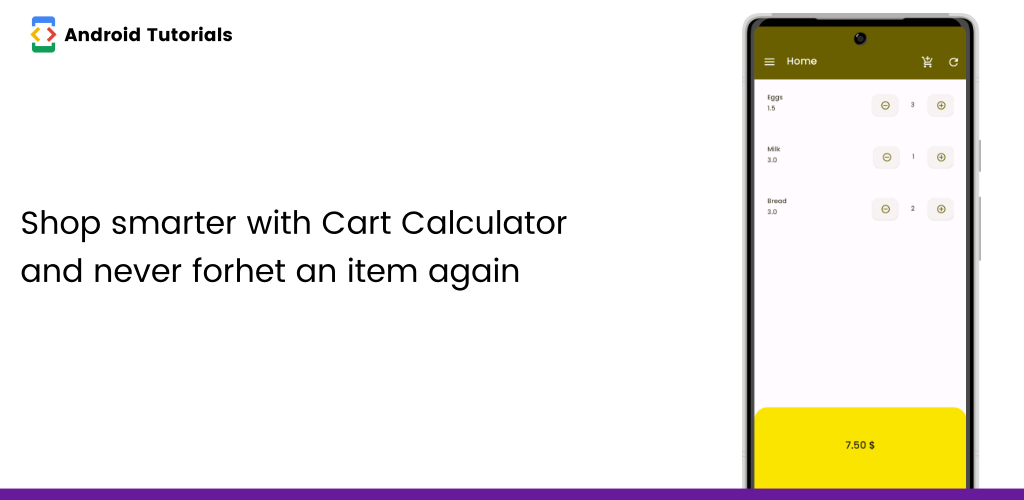 Android Tutorials
Shop smarter with Cart Calculator
and never forhet an item again
Home
Eggs
1.5
3
Milk
3.0
1
Bread
3.0
2
7.50 $